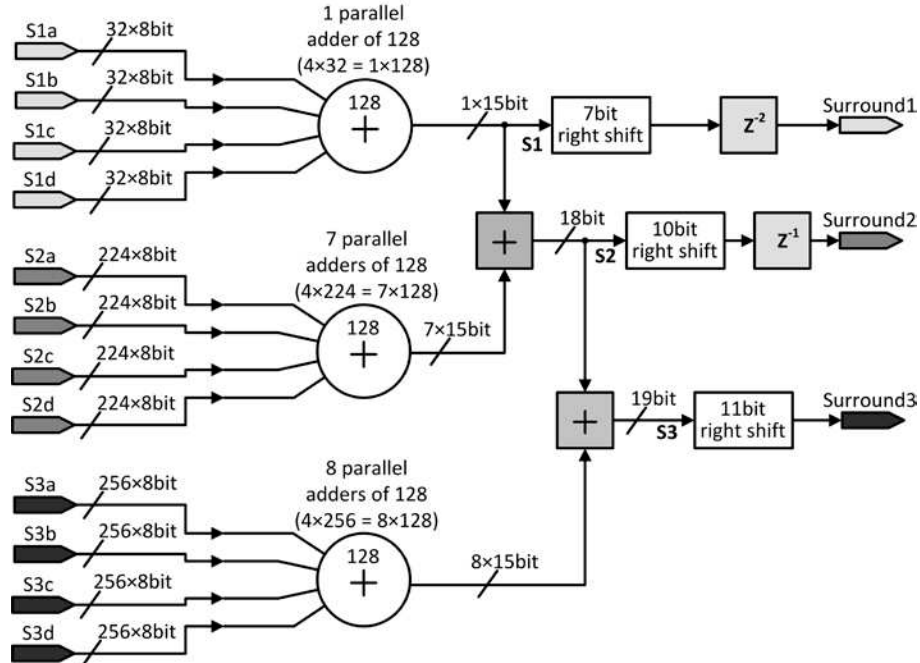 1 parallel
adder of 128
(4×32 = 1×128)
S1a
32×8bit
S1b
32×8bit
S1c
32×8bit
S1d
32×8bit
128
+
1×15bit
S1
7bit
right shift
Z⁻²
Surround1
7 parallel
adders of 128
(4×224 = 7×128)
S2a
224×8bit
S2b
224×8bit
S2c
224×8bit
S2d
224×8bit
128
+
7×15bit
+
18bit
S2
10bit
right shift
Z⁻¹
Surround2
8 parallel
adders of 128
(4×256 = 8×128)
S3a
256×8bit
S3b
256×8bit
S3c
256×8bit
S3d
256×8bit
128
+
8×15bit
+
19bit
S3
11bit
right shift
Surround3